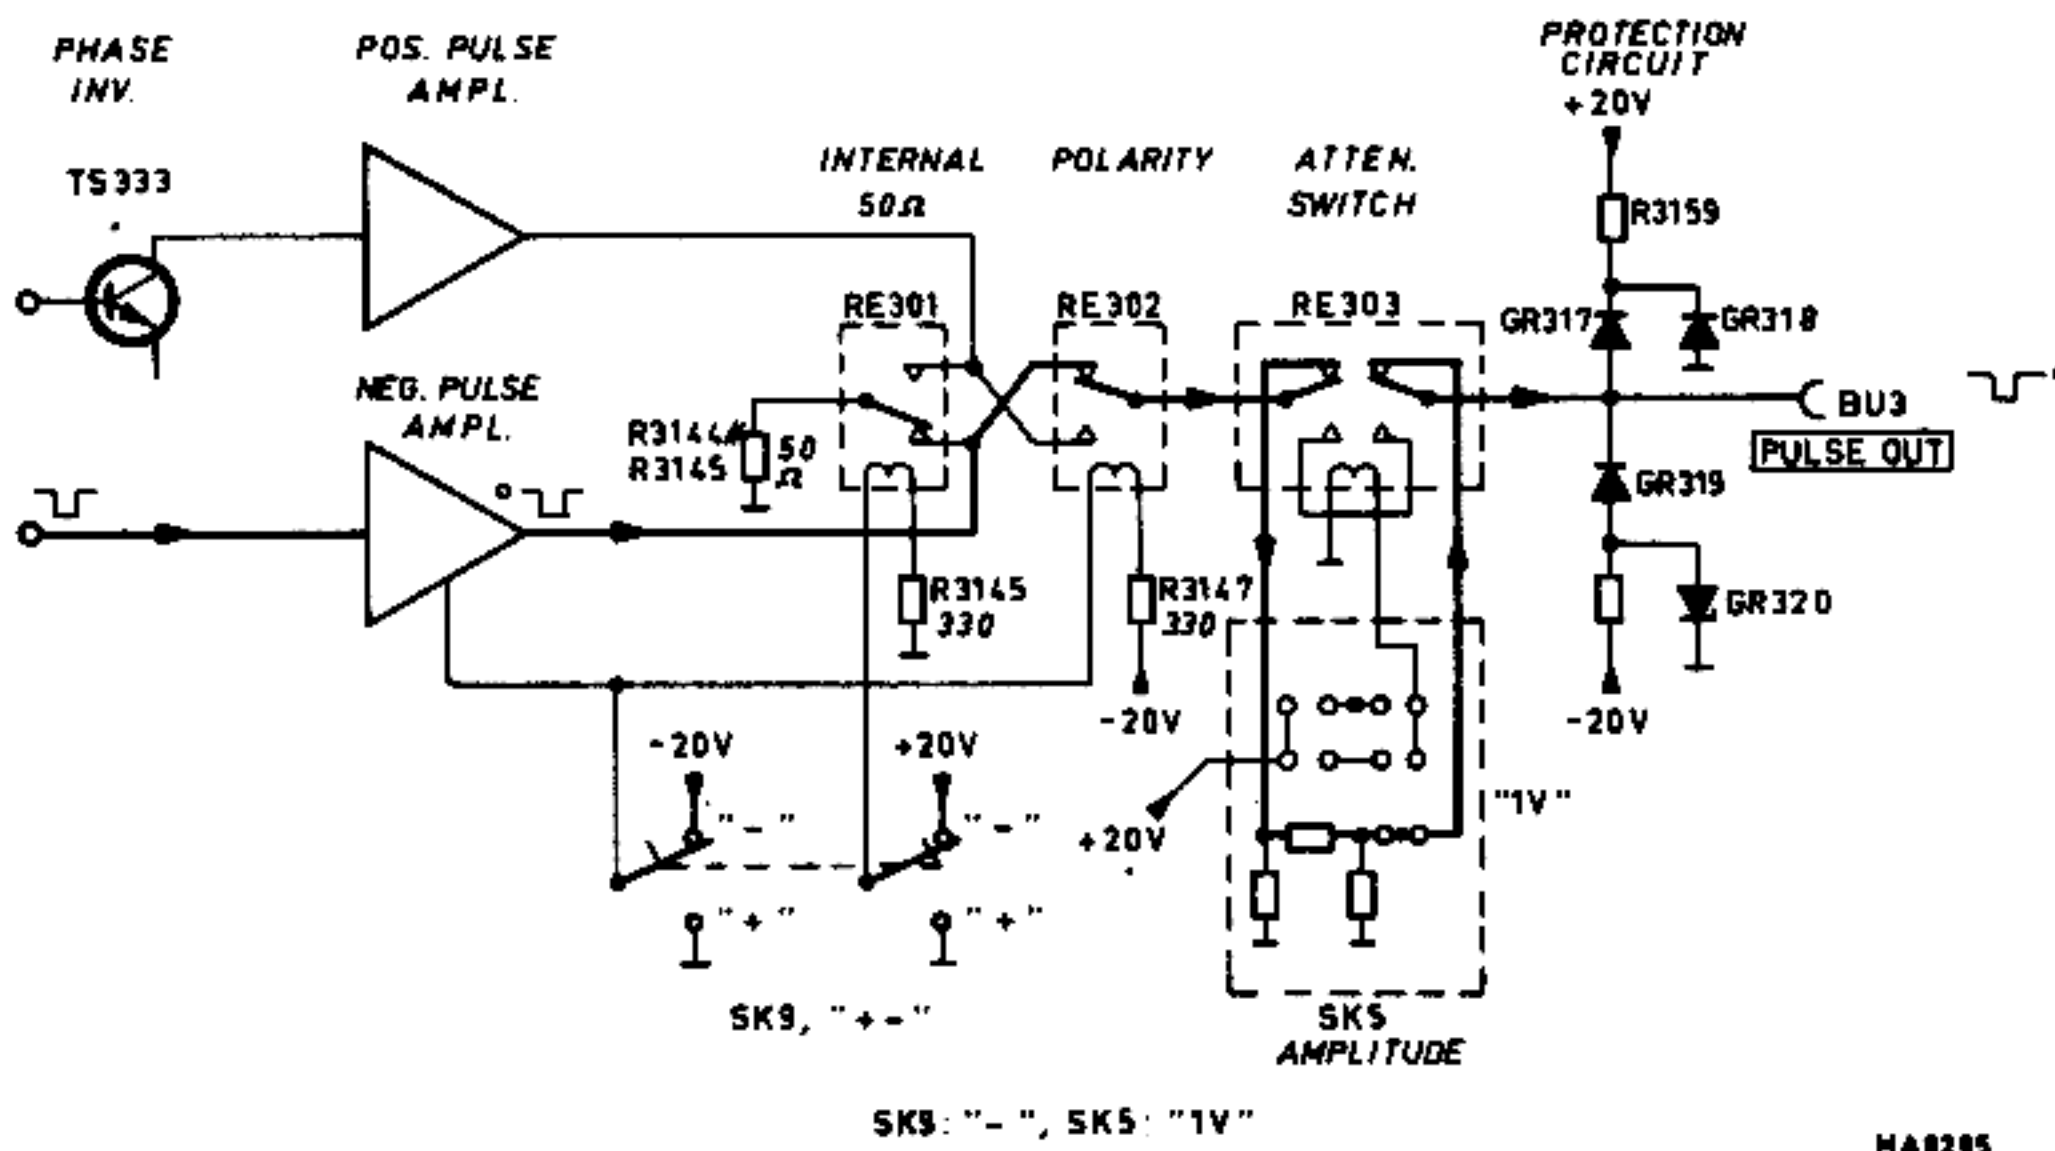 PHASE
INV.
POS. PULSE
AMPL.
PROTECTION
CIRCUIT
+20V
TS333
INTERNAL
50Ω
POLARITY
ATTEN.
SWITCH
R3159
RE301
RE302
RE303
GR317
GR318
NEG. PULSE
AMPL.
R3144/
R3145
50
Ω
BU3
PULSE OUT
GR319
R3145
330
R3147
330
GR320
-20V
-20V
-20V
+20V
"-"
"-"
+20V
"1V"
"+"
"+"
SK9, "+-"
SK5
AMPLITUDE
SK9: "-", SK5: "1V"